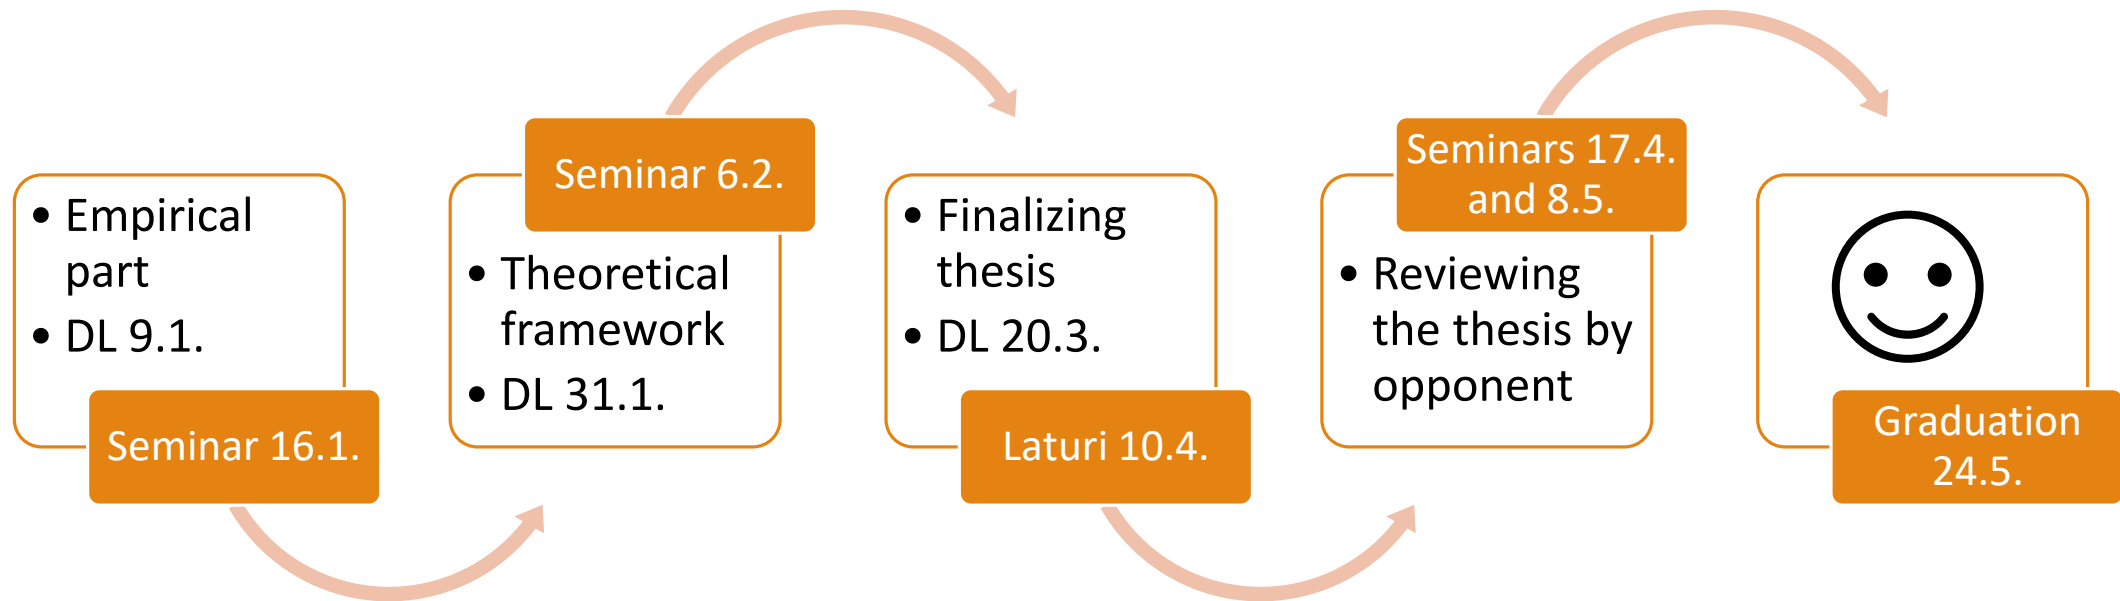 • Empirical
part
• DL 9.1.
Seminar 16.1.
Seminar 6.2.
• Theoretical
framework
• DL 31.1.
• Finalizing
thesis
• DL 20.3.
Laturi 10.4.
Seminars 17.4.
and 8.5.
• Reviewing
the thesis by
opponent
Graduation
24.5.